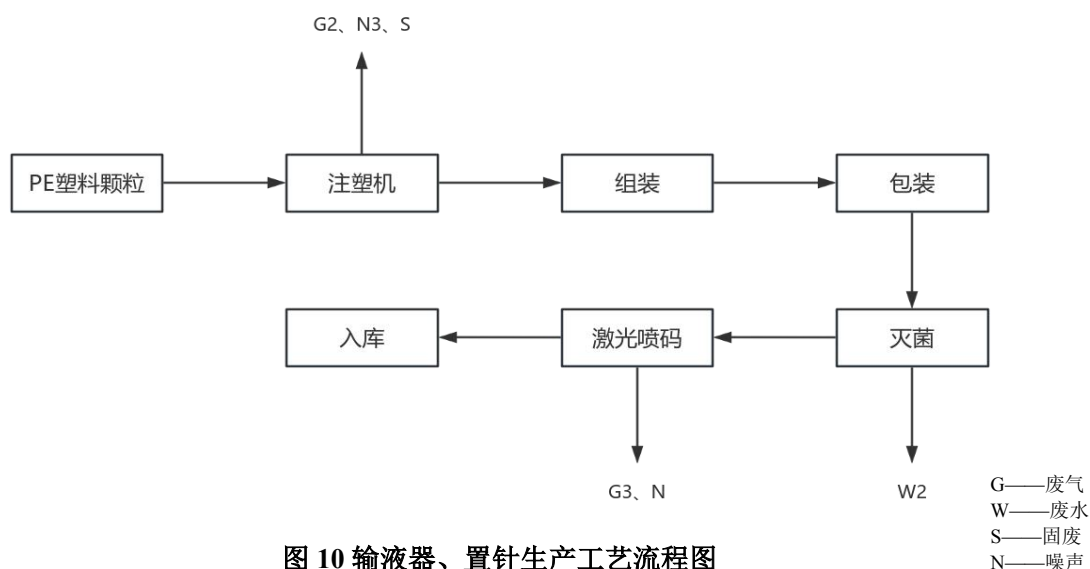 G2、N3、S
PE塑料颗粒
注塑机
组装
包装
入库
激光喷码
灭菌
G3、N
W2
G——废气
W——废水
S——固废
N——噪声
图 10 输液器、置针生产工艺流程图